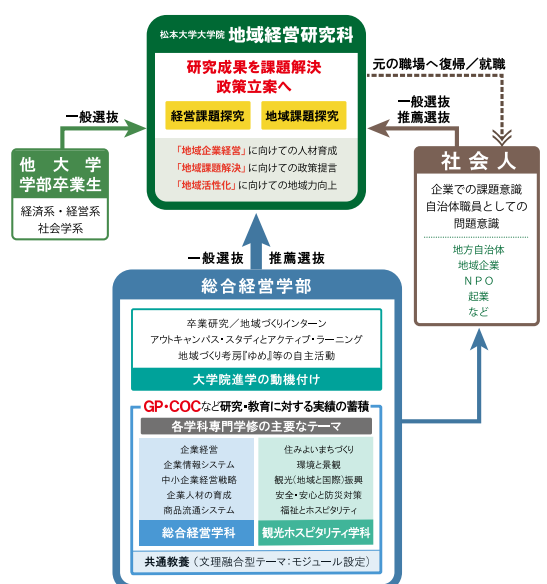 松本大学大学院 地域経営研究科
研究成果を課題解決
政策立案へ
経営課題探究
地域課題探究
「地域企業経営」に向けての人材育成
「地域課題解決」に向けての政策提言
「地域活性化」に向けての地域力向上
元の職場へ復帰／就職
一般選抜
他大学
学部卒業生
経済系・経営系
社会学系
一般選抜
推薦選抜
社会人
企業での課題意識
自治体職員としての
問題意識
地方自治体
地域企業
NPO
起業
など
一般選抜 推薦選抜
総合経営学部
卒業研究／地域づくりインターン
アウトキャンパス・スタディとアクティブ・ラーニング
地域づくり考房『ゆめ』等の自主活動
大学院進学の動機付け
GP・COCなど研究・教育に対する実績の蓄積
各学科専門学修の主要なテーマ
企業経営
企業情報システム
中小企業経営戦略
企業人材の育成
商品流通システム
総合経営学科
住みよいまちづくり
環境と景観
観光(地域と国際)振興
安全・安心と防災対策
福祉とホスピタリティ
観光ホスピタリティ学科
共通教養（文理融合型テーマ：モジュール設定）